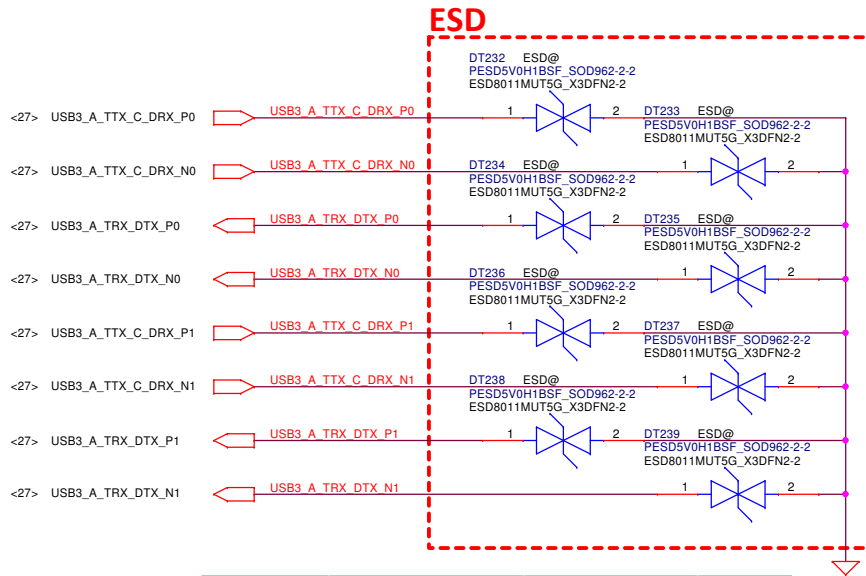 ESD
DT232 ESD@
PESD5V0H1BSF_SOD962-2-2
ESD8011MUT5G_X3DFN2-2
<27> USB3_A_TTX_C_DRX_P0 USB3_A_TTX_C_DRX_P0 1 2 DT233 ESD@
PESD5V0H1BSF_SOD962-2-2
ESD8011MUT5G_X3DFN2-2
<27> USB3_A_TTX_C_DRX_N0 USB3_A_TTX_C_DRX_N0 DT234 ESD@ 1 2
PESD5V0H1BSF_SOD962-2-2
ESD8011MUT5G_X3DFN2-2
<27> USB3_A_TRX_DTX_P0 USB3_A_TRX_DTX_P0 1 2 DT235 ESD@
PESD5V0H1BSF_SOD962-2-2
ESD8011MUT5G_X3DFN2-2
<27> USB3_A_TRX_DTX_N0 USB3_A_TRX_DTX_N0 DT236 ESD@ 1 2
PESD5V0H1BSF_SOD962-2-2
ESD8011MUT5G_X3DFN2-2
<27> USB3_A_TTX_C_DRX_P1 USB3_A_TTX_C_DRX_P1 1 2 DT237 ESD@
PESD5V0H1BSF_SOD962-2-2
ESD8011MUT5G_X3DFN2-2
<27> USB3_A_TTX_C_DRX_N1 USB3_A_TTX_C_DRX_N1 DT238 ESD@ 1 2
PESD5V0H1BSF_SOD962-2-2
ESD8011MUT5G_X3DFN2-2
<27> USB3_A_TRX_DTX_P1 USB3_A_TRX_DTX_P1 1 2 DT239 ESD@
PESD5V0H1BSF_SOD962-2-2
ESD8011MUT5G_X3DFN2-2
<27> USB3_A_TRX_DTX_N1 USB3_A_TRX_DTX_N1 1 2